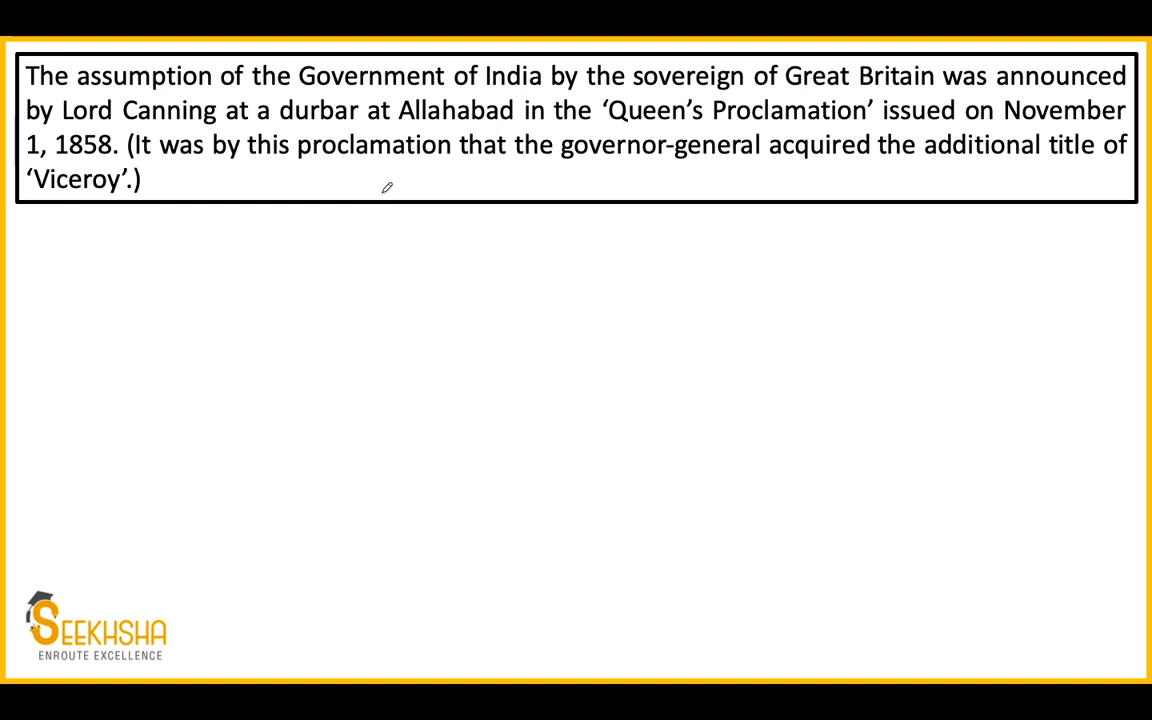 The assumption of the Government of India by the sovereign of Great Britain was announced
by Lord Canning at a durbar at Allahabad in the ‘Queen’s Proclamation’ issued on November
1, 1858. (It was by this proclamation that the governor-general acquired the additional title of
‘Viceroy’.)
SEEKHSHA
ENROUTE EXCELLENCE